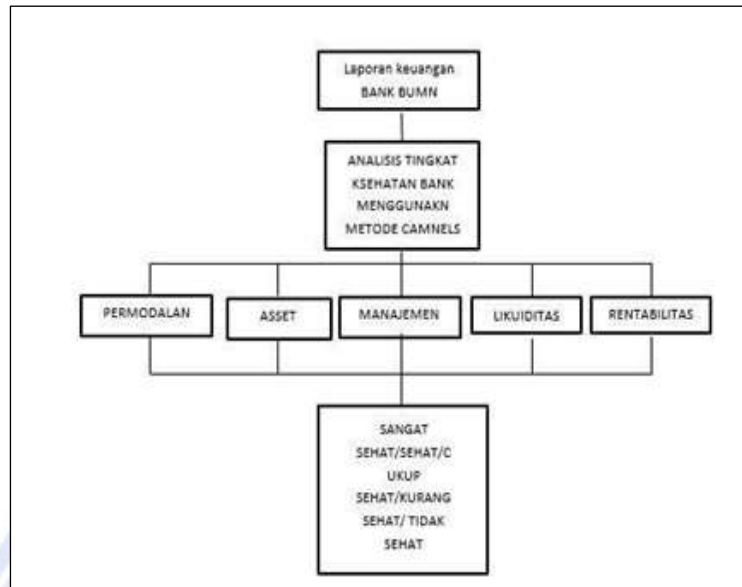 Laporan keuangan
BANK BUMN
ANALISIS TINGKAT
KSEHATAN BANK
MENGGUNAKN
METODE CAMNELS
PERMODALAN
ASSET
MANAJEMEN
LIKUIDITAS
RENTABILITAS
SANGAT
SEHAT/SEHAT/C
UKUP
SEHAT/KURANG
SEHAT/ TIDAK
SEHAT